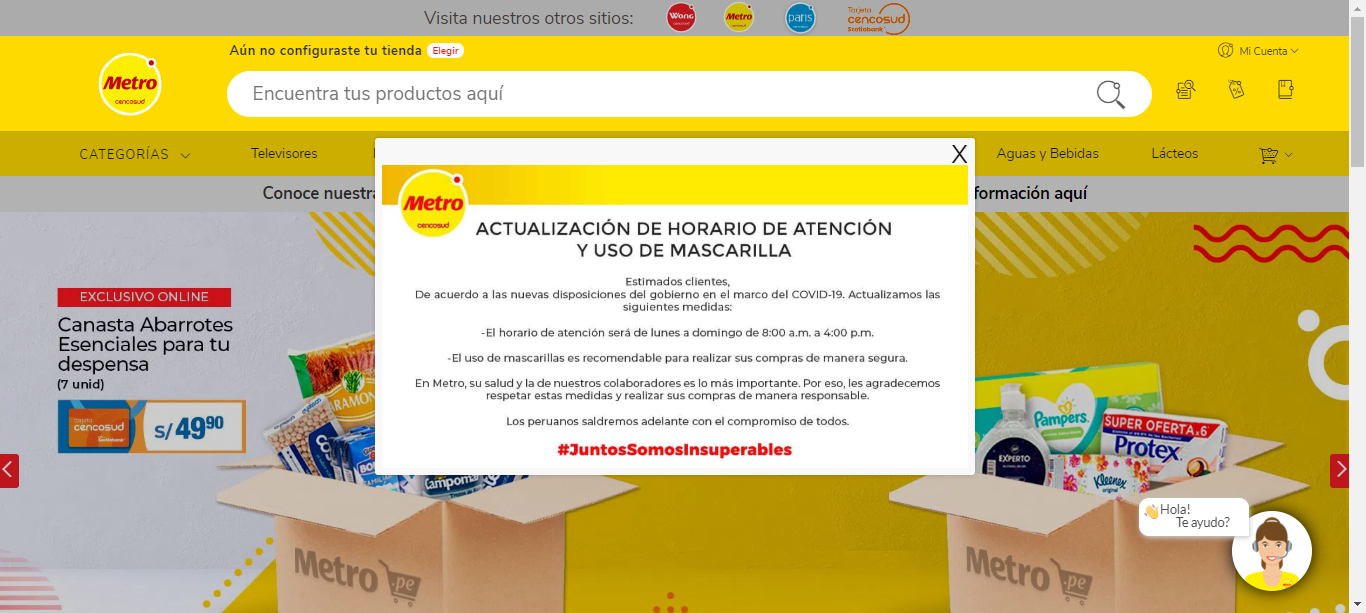 Visita nuestros otros sitios:
Wong
Metro
paris
Tarjeta
cencosud
Scotiabank
Aún no configuraste tu tienda Elegir
Mi Cuenta
Metro
cencosud
Encuentra tus productos aquí
CATEGORÍAS
Televisores
Aguas y Bebidas
Lácteos
Conoce nuestra
formación aquí
X
Metro
cencosud
ACTUALIZACIÓN DE HORARIO DE ATENCIÓN
Y USO DE MASCARILLA
Estimados clientes,
De acuerdo a las nuevas disposiciones del gobierno en el marco del COVID-19. Actualizamos las
siguientes medidas:
-El horario de atención será de lunes a domingo de 8:00 a.m. a 4:00 p.m.
-El uso de mascarillas es recomendable para realizar sus compras de manera segura.
En Metro, su salud y la de nuestros colaboradores es lo más importante. Por eso, les agradecemos
respetar estas medidas y realizar sus compras de manera responsable.
Los peruanos saldremos adelante con el compromiso de todos.
#JuntosSomosInsuperables
EXCLUSIVO ONLINE
Canasta Abarrotes
Esenciales para tu
despensa
(7 unid)
tarjeta
cencosud
Scotiabank
S/ 4990
Campomar
Metro .pe
Pampers
SUPER OFERTA x6
Protex
EXPERTO
Kleenex
original
Metro .pe
Hola!
Te ayudo?